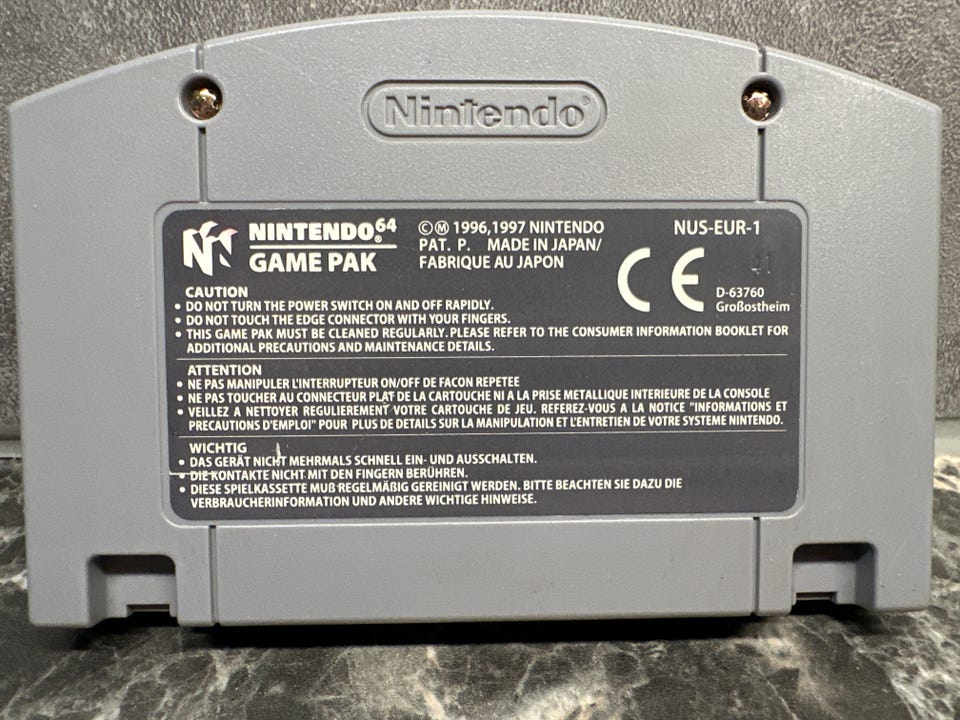 Nintendo®
NINTENDO64®
GAME PAK
©Ⓜ 1996,1997 NINTENDO
PAT. P. MADE IN JAPAN/
FABRIQUE AU JAPON
NUS-EUR-1
CE
D-63760
Großostheim
CAUTION
• DO NOT TURN THE POWER SWITCH ON AND OFF RAPIDLY.
• DO NOT TOUCH THE EDGE CONNECTOR WITH YOUR FINGERS.
• THIS GAME PAK MUST BE CLEANED REGULARLY. PLEASE REFER TO THE CONSUMER INFORMATION BOOKLET FOR
ADDITIONAL PRECAUTIONS AND MAINTENANCE DETAILS.
ATTENTION
• NE PAS MANIPULER L'INTERRUPTEUR ON/OFF DE FACON REPETEE
• NE PAS TOUCHER AU CONNECTEUR PLAT DE LA CARTOUCHE NI A LA PRISE METALLIQUE INTERIEURE DE LA CONSOLE
• VEILLEZ A NETTOYER REGULIEREMENT VOTRE CARTOUCHE DE JEU. REFEREZ-VOUS A LA NOTICE "INFORMATIONS ET
PRECAUTIONS D'EMPLOI" POUR PLUS DE DETAILS SUR LA MANIPULATION ET L'ENTRETIEN DE VOTRE SYSTEME NINTENDO.
WICHTIG
• DAS GERÄT NICHT MEHRMALS SCHNELL EIN- UND AUSSCHALTEN.
• DIE KONTAKTE NICHT MIT DEN FINGERN BERÜHREN.
• DIESE SPIELKASSETTE MUß REGELMÄßIG GEREINIGT WERDEN. BITTE BEACHTEN SIE DAZU DIE
VERBRAUCHERINFORMATION UND ANDERE WICHTIGE HINWEISE.